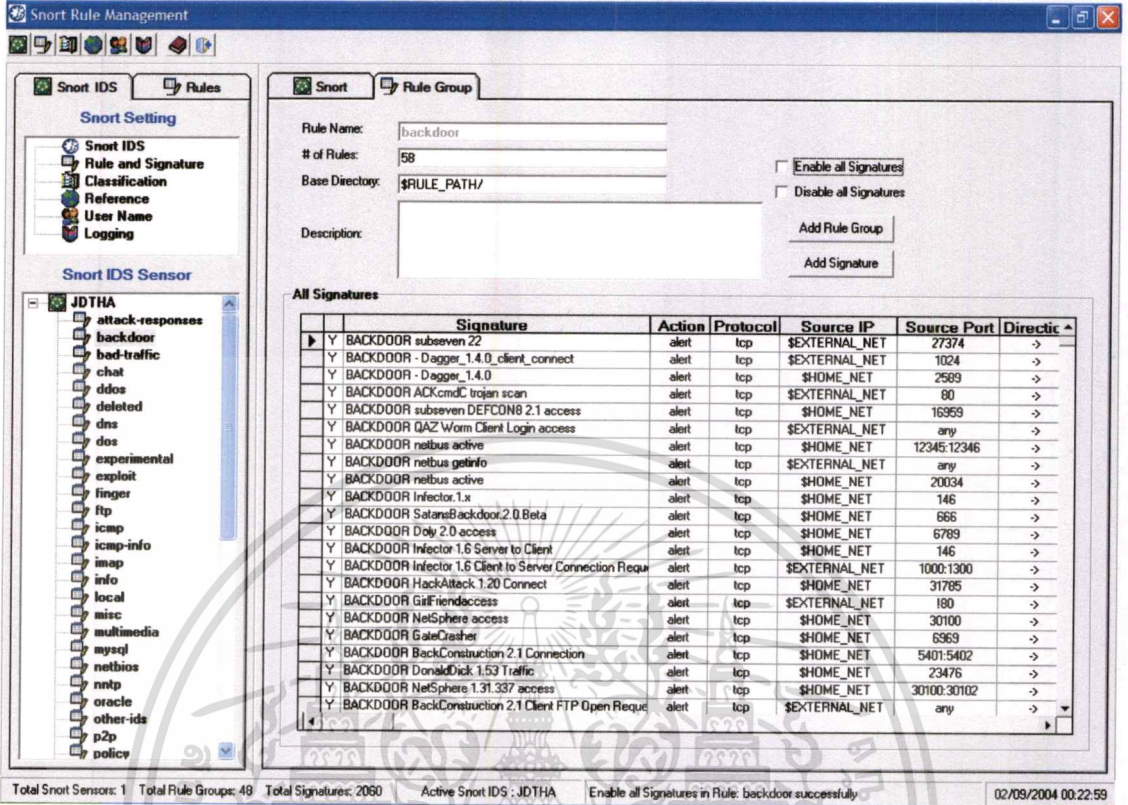 Snort Rule Management
Snort IDS
Rules
Snort Setting
Snort IDS
Rule and Signature
Classification
Reference
User Name
Logging
Snort IDS Sensor
JDTHA
attack-responses
backdoor
bad-traffic
chat
ddos
deleted
dns
dos
experimental
exploit
finger
ftp
icmp
icmp-info
imap
info
local
misc
multimedia
mysql
netbios
nntp
oracle
other-ids
p2p
policy
Snort
Rule Group
Rule Name: backdoor
# of Rules: 58
Base Directory: $RULE_PATH/
Description:
Enable all Signatures
Disable all Signatures
Add Rule Group
Add Signature
All Signatures
Signature Action Protocol Source IP Source Port Directic
Y BACKDOOR subseven 22 alert tcp $EXTERNAL_NET 27374 ->
Y BACKDOOR - Dagger_1.4.0_client_connect alert tcp $EXTERNAL_NET 1024 ->
Y BACKDOOR - Dagger_1.4.0 alert tcp $HOME_NET 2589 ->
Y BACKDOOR ACKcmdC trojan scan alert tcp $EXTERNAL_NET 80 ->
Y BACKDOOR subseven DEFCON8 2.1 access alert tcp $HOME_NET 16959 ->
Y BACKDOOR QAZ Worm Client Login access alert tcp $EXTERNAL_NET any ->
Y BACKDOOR netbus active alert tcp $HOME_NET 12345:12346 ->
Y BACKDOOR netbus getinfo alert tcp $EXTERNAL_NET any ->
Y BACKDOOR netbus active alert tcp $HOME_NET 20034 ->
Y BACKDOOR Infector.1.x alert tcp $HOME_NET 146 ->
Y BACKDOOR SatansBackdoor.2.0.Beta alert tcp $HOME_NET 666 ->
Y BACKDOOR Doly 2.0 access alert tcp $HOME_NET 6789 ->
Y BACKDOOR Infector 1.6 Server to Client alert tcp $HOME_NET 146 ->
Y BACKDOOR Infector 1.6 Client to Server Connection Reque alert tcp $EXTERNAL_NET 1000:1300 ->
Y BACKDOOR HackAttack 1.20 Connect alert tcp $HOME_NET 31785 ->
Y BACKDOOR GirlFriendaccess alert tcp $EXTERNAL_NET !80 ->
Y BACKDOOR NetSphere access alert tcp $HOME_NET 30100 ->
Y BACKDOOR GateCrasher alert tcp $HOME_NET 6969 ->
Y BACKDOOR BackConstruction 2.1 Connection alert tcp $HOME_NET 5401:5402 ->
Y BACKDOOR DonaldDick 1.53 Traffic alert tcp $HOME_NET 23476 ->
Y BACKDOOR NetSphere 1.31.337 access alert tcp $HOME_NET 30100:30102 ->
Y BACKDOOR BackConstruction 2.1 Client FTP Open Reque alert tcp $EXTERNAL_NET any ->
Total Snort Sensors: 1 Total Rule Groups: 48 Total Signatures: 2060 Active Snort IDS : JDTHA Enable all Signatures in Rule: backdoor successfully 02/09/2004 00:22:59